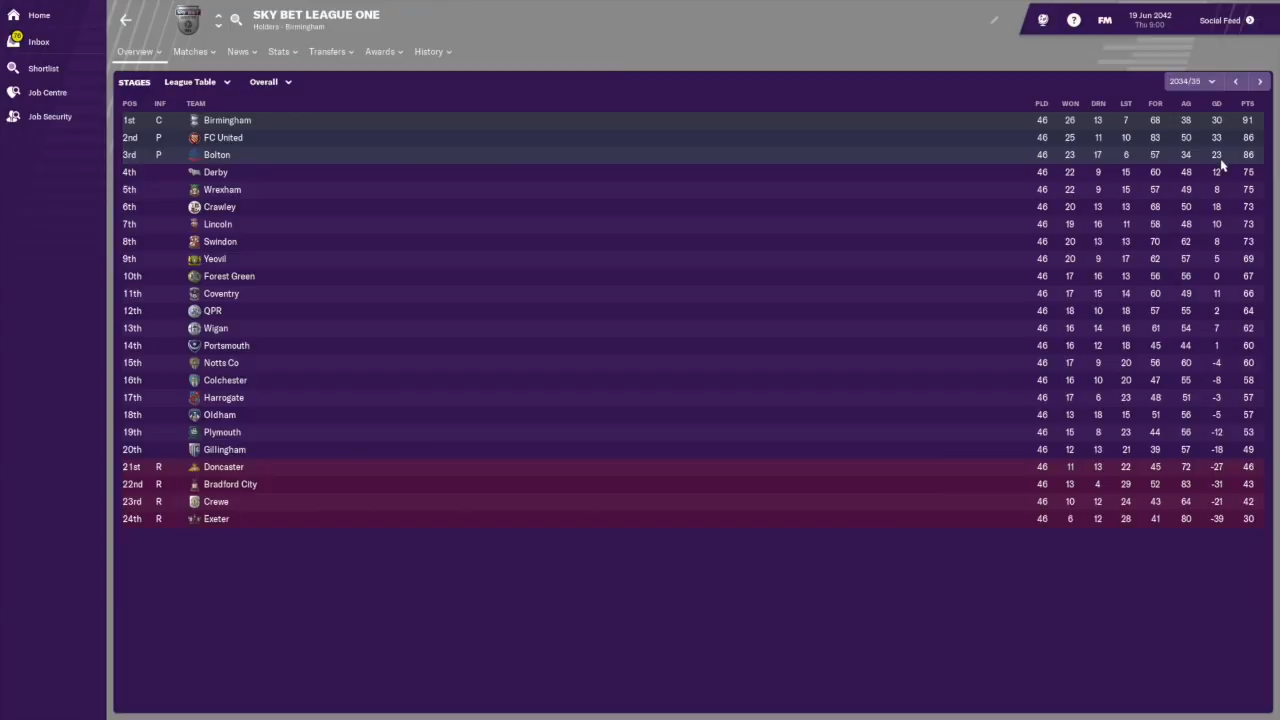 Home
Inbox
70
Shortlist
Job Centre
Job Security
SKY BET LEAGUE ONE
Holders - Birmingham
FM
19 Jun 2042
Thu 9:00
Social Feed
Overview Matches News Stats Transfers Awards History
STAGES League Table Overall 2034/35
POS INF TEAM PLD WON DRN LST FOR AG GD PTS
1st C Birmingham 46 26 13 7 68 38 30 91
2nd P FC United 46 25 11 10 83 50 33 86
3rd P Bolton 46 23 17 6 57 34 23 86
4th Derby 46 22 9 15 60 48 12 75
5th Wrexham 46 22 9 15 57 49 8 75
6th Crawley 46 20 13 13 68 50 18 73
7th Lincoln 46 19 16 11 58 48 10 73
8th Swindon 46 20 13 13 70 62 8 73
9th Yeovil 46 20 9 17 62 57 5 69
10th Forest Green 46 17 16 13 56 56 0 67
11th Coventry 46 17 15 14 60 49 11 66
12th QPR 46 18 10 18 57 55 2 64
13th Wigan 46 16 14 16 61 54 7 62
14th Portsmouth 46 16 12 18 45 44 1 60
15th Notts Co 46 17 9 20 56 60 -4 60
16th Colchester 46 16 10 20 47 55 -8 58
17th Harrogate 46 17 6 23 48 51 -3 57
18th Oldham 46 13 18 15 51 56 -5 57
19th Plymouth 46 15 8 23 44 56 -12 53
20th Gillingham 46 12 13 21 39 57 -18 49
21st R Doncaster 46 11 13 22 45 72 -27 46
22nd R Bradford City 46 13 4 29 52 83 -31 43
23rd R Crewe 46 10 12 24 43 64 -21 42
24th R Exeter 46 6 12 28 41 80 -39 30